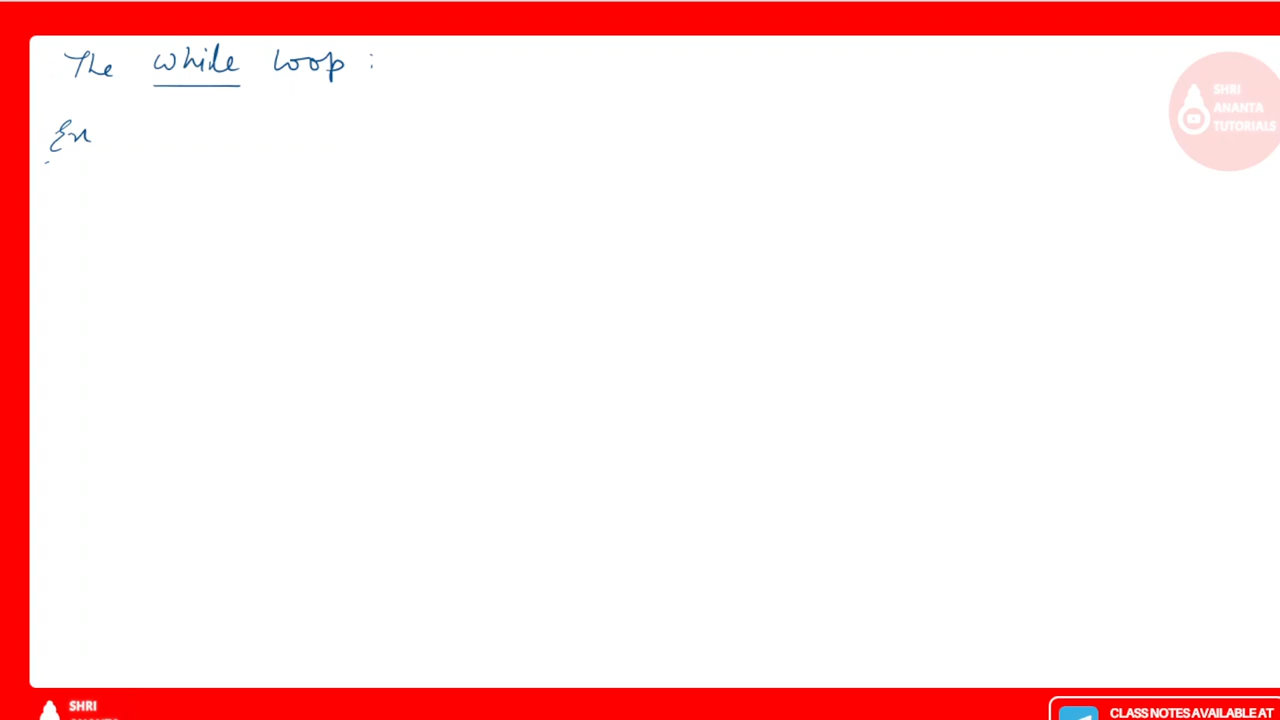 The while loop :
Ex
SHRI
ANANTA
TUTORIALS
SHRI
CLASS NOTES AVAILABLE AT